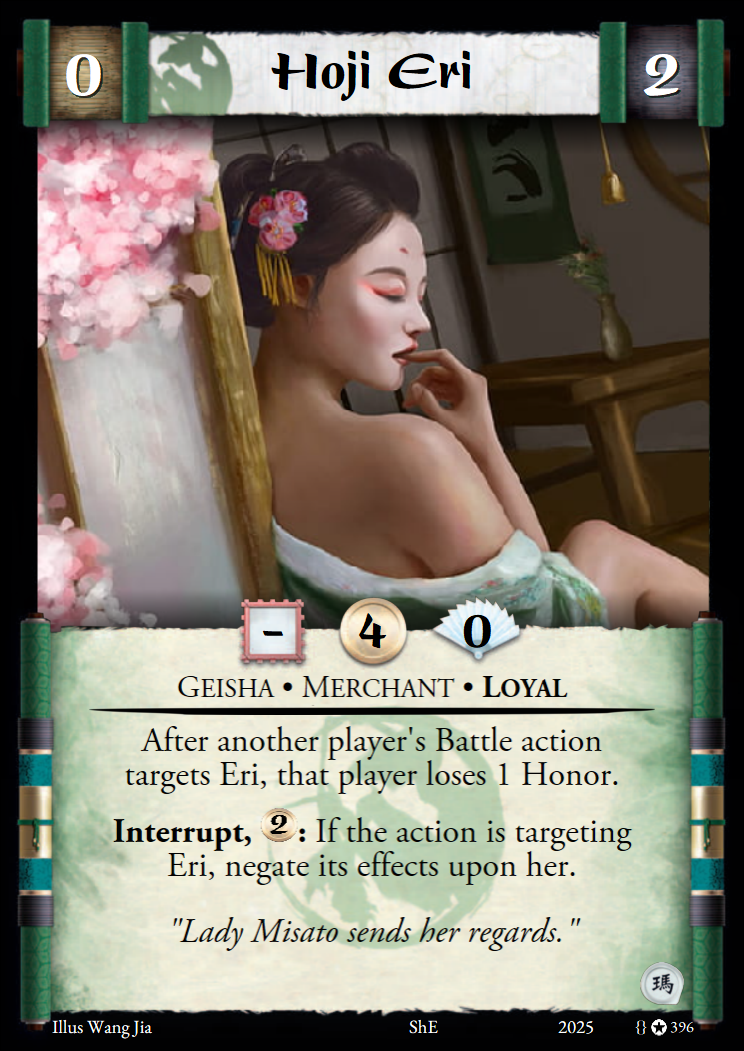 0 Hoji Eri 2
- 4 0
Geisha • Merchant • Loyal
After another player's Battle action
targets Eri, that player loses 1 Honor.
Interrupt, 2: If the action is targeting
Eri, negate its effects upon her.
"Lady Misato sends her regards."
瑪
Illus Wang Jia ShE 2025 {} ✪ 396